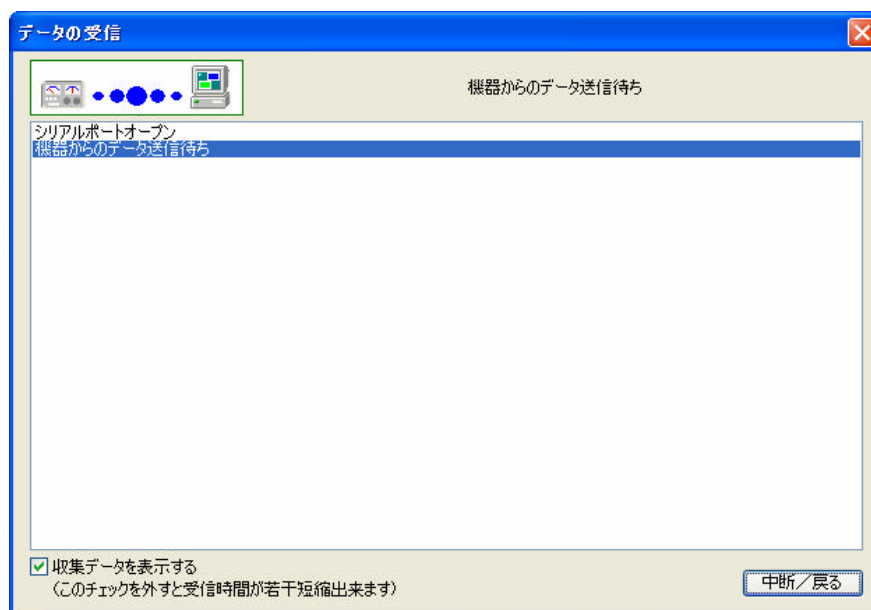 データの受信
機器からのデータ送信待ち
シリアルポートオープン
機器からのデータ送信待ち
収集データを表示する
(このチェックを外すと受信時間が若干短縮出来ます)
中断/戻る